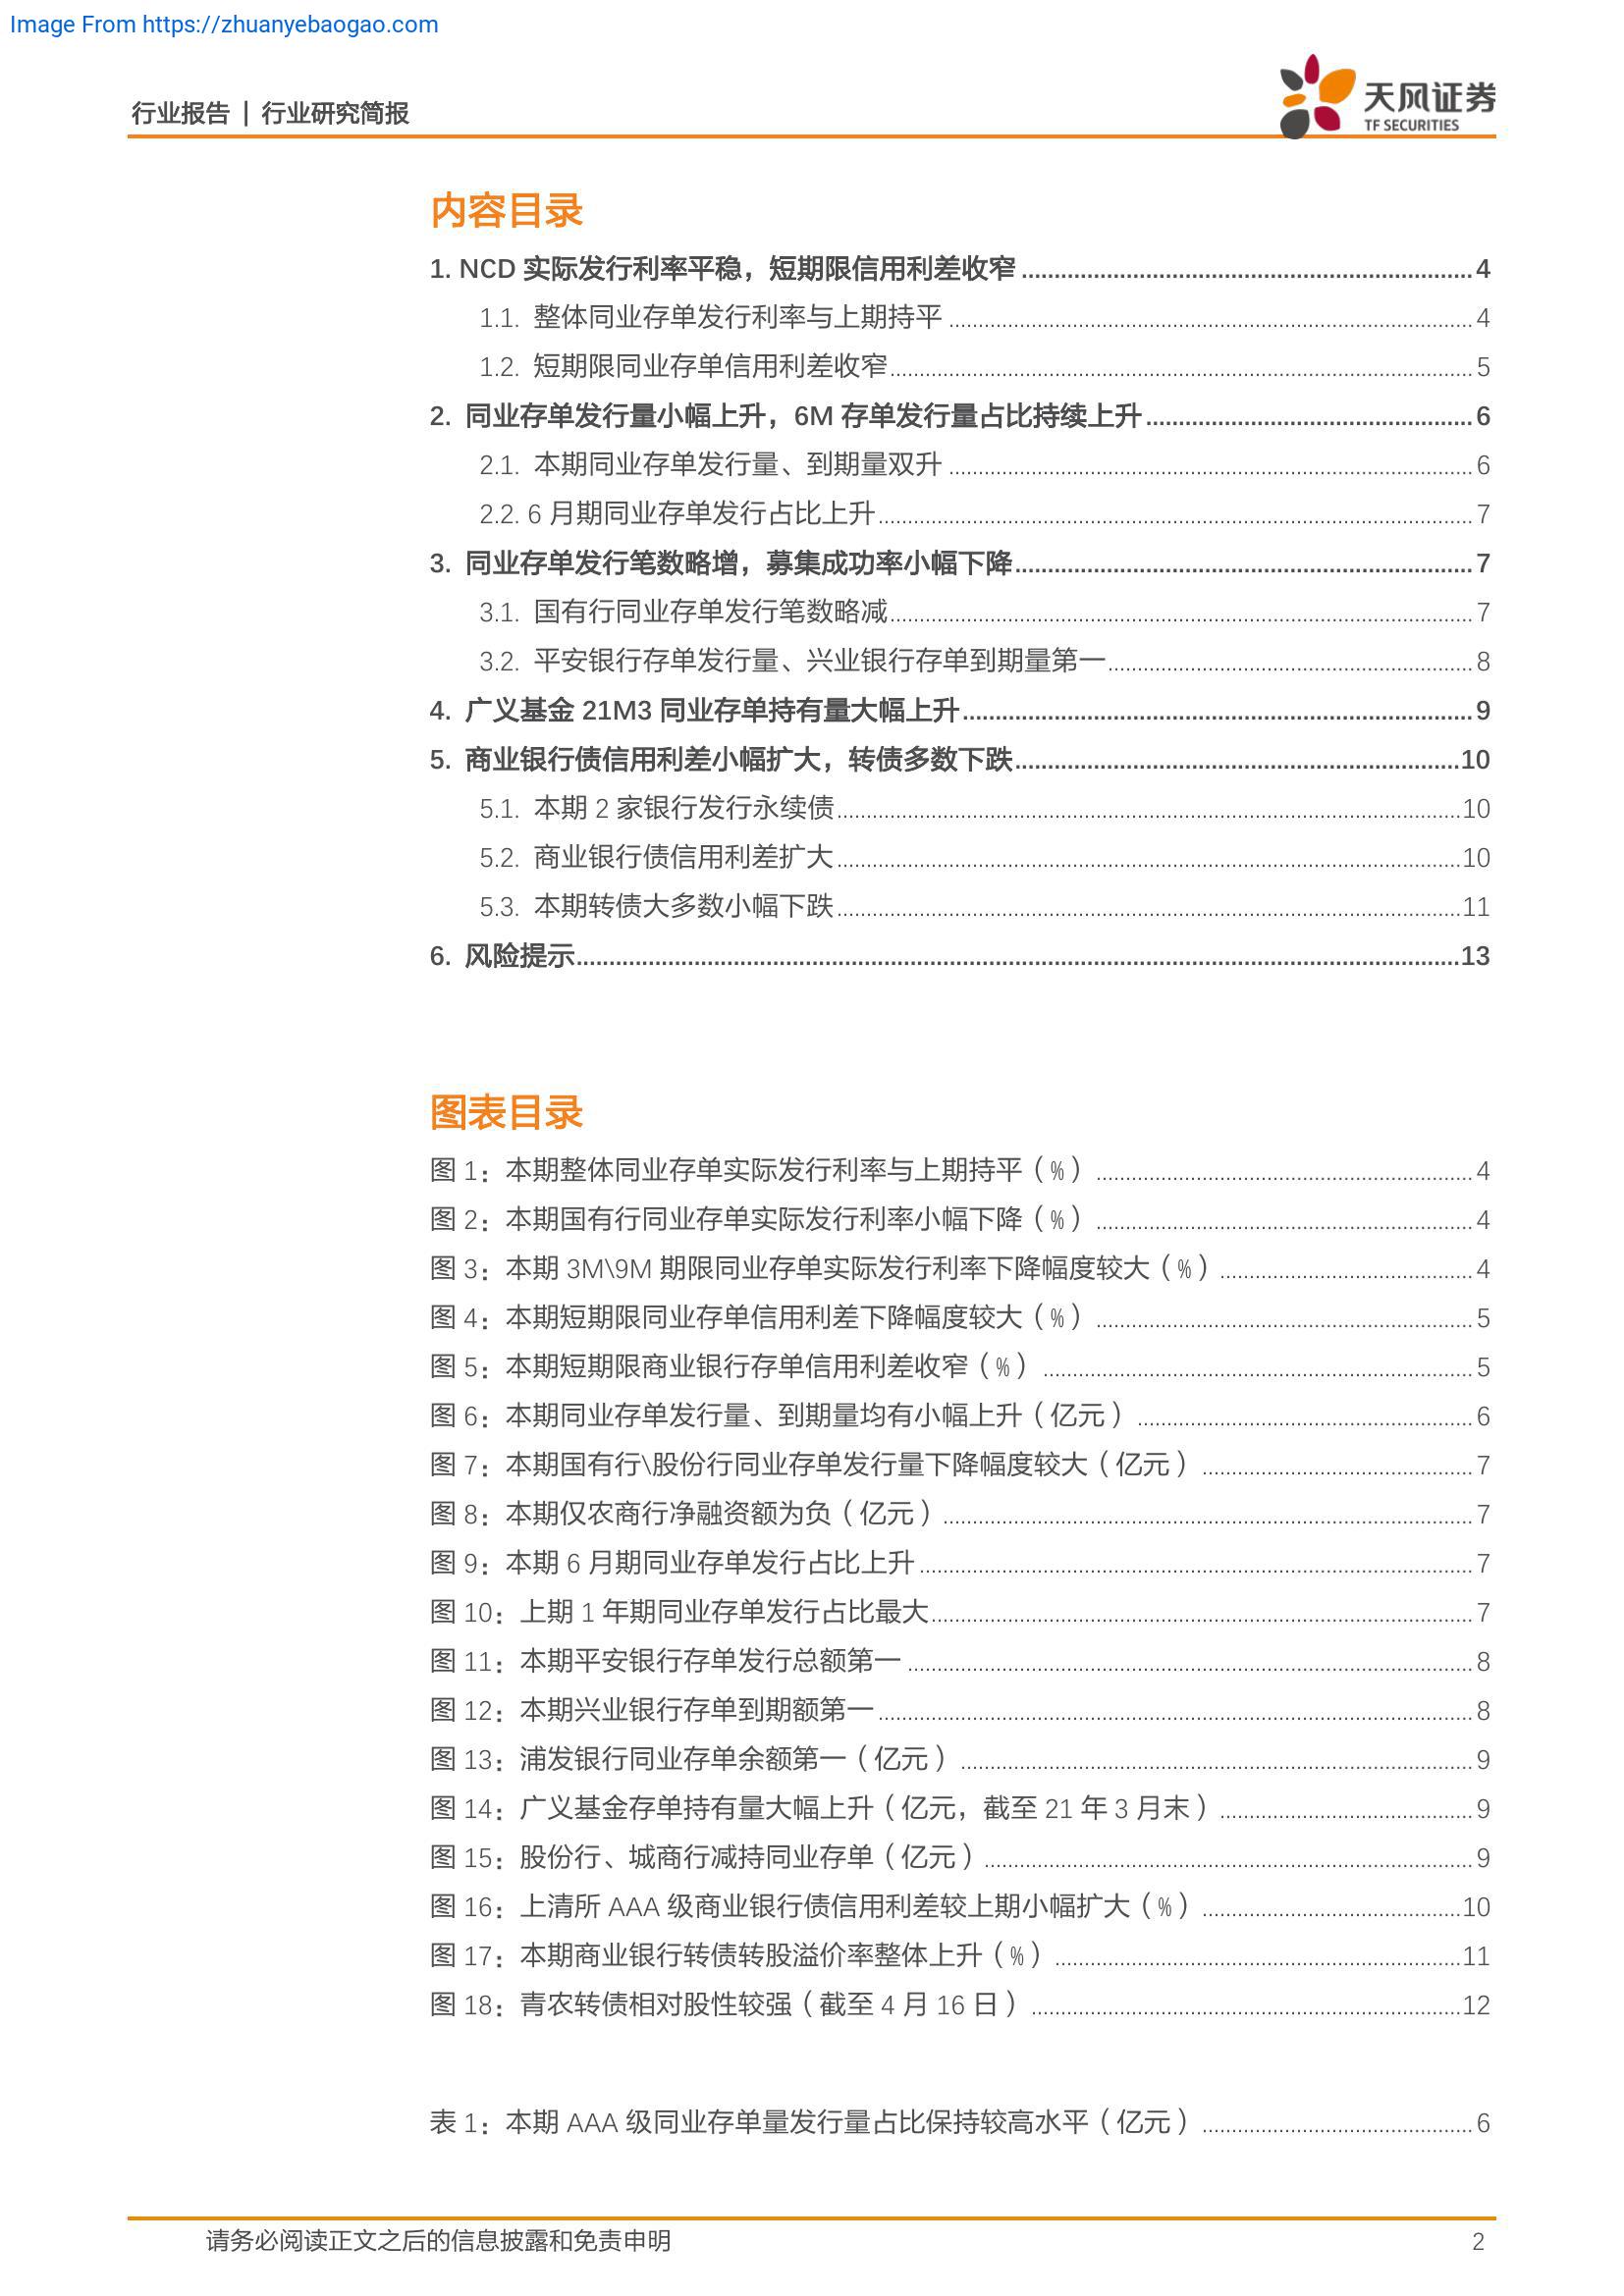 Image From https://zhuanyebaogao.com
行业报告 | 行业研究简报
天风证券
TF SECURITIES
内容目录
1. NCD 实际发行利率平稳，短期限信用利差收窄 ........ 4
1.1. 整体同业存单发行利率与上期持平 ........ 4
1.2. 短期限同业存单信用利差收窄 ........ 5
2. 同业存单发行量小幅上升，6M 存单发行量占比持续上升 ........ 6
2.1. 本期同业存单发行量、到期量双升 ........ 6
2.2. 6 月期同业存单发行占比上升 ........ 7
3. 同业存单发行笔数略增，募集成功率小幅下降 ........ 7
3.1. 国有行同业存单发行笔数略减 ........ 7
3.2. 平安银行存单发行量、兴业银行存单到期量第一 ........ 8
4. 广义基金 21M3 同业存单持有量大幅上升 ........ 9
5. 商业银行债信用利差小幅扩大，转债多数下跌 ........ 10
5.1. 本期 2 家银行发行永续债 ........ 10
5.2. 商业银行债信用利差扩大 ........ 10
5.3. 本期转债大多数小幅下跌 ........ 11
6. 风险提示 ........ 13
图表目录
图 1：本期整体同业存单实际发行利率与上期持平（%） ........ 4
图 2：本期国有行同业存单实际发行利率小幅下降（%） ........ 4
图 3：本期 3M\9M 期限同业存单实际发行利率下降幅度较大（%） ........ 4
图 4：本期短期限同业存单信用利差下降幅度较大（%） ........ 5
图 5：本期短期限商业银行存单信用利差收窄（%） ........ 5
图 6：本期同业存单发行量、到期量均有小幅上升（亿元） ........ 6
图 7：本期国有行\股份行同业存单发行量下降幅度较大（亿元） ........ 7
图 8：本期仅农商行净融资额为负（亿元） ........ 7
图 9：本期 6 月期同业存单发行占比上升 ........ 7
图 10：上期 1 年期同业存单发行占比最大 ........ 7
图 11：本期平安银行存单发行总额第一 ........ 8
图 12：本期兴业银行存单到期额第一 ........ 8
图 13：浦发银行同业存单余额第一（亿元） ........ 9
图 14：广义基金存单持有量大幅上升（亿元，截至 21 年 3 月末） ........ 9
图 15：股份行、城商行减持同业存单（亿元） ........ 9
图 16：上清所 AAA 级商业银行债信用利差较上期小幅扩大（%） ........ 10
图 17：本期商业银行转债转股溢价率整体上升（%） ........ 11
图 18：青农转债相对股性较强（截至 4 月 16 日） ........ 12
表 1：本期 AAA 级同业存单量发行量占比保持较高水平（亿元） ........ 6
请务必阅读正文之后的信息披露和免责申明 2